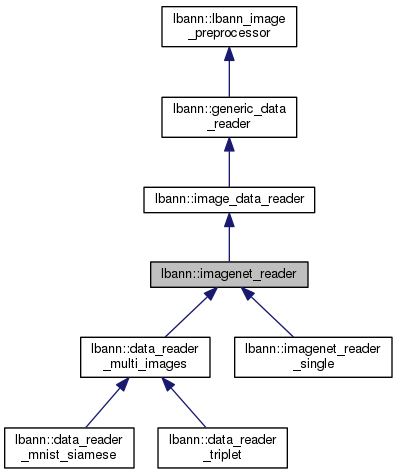 lbann::lbann_image
_preprocessor
lbann::generic_data
_reader
lbann::image_data_reader
lbann::imagenet_reader
lbann::data_reader
_multi_images
lbann::imagenet_reader
_single
lbann::data_reader
_mnist_siamese
lbann::data_reader
_triplet